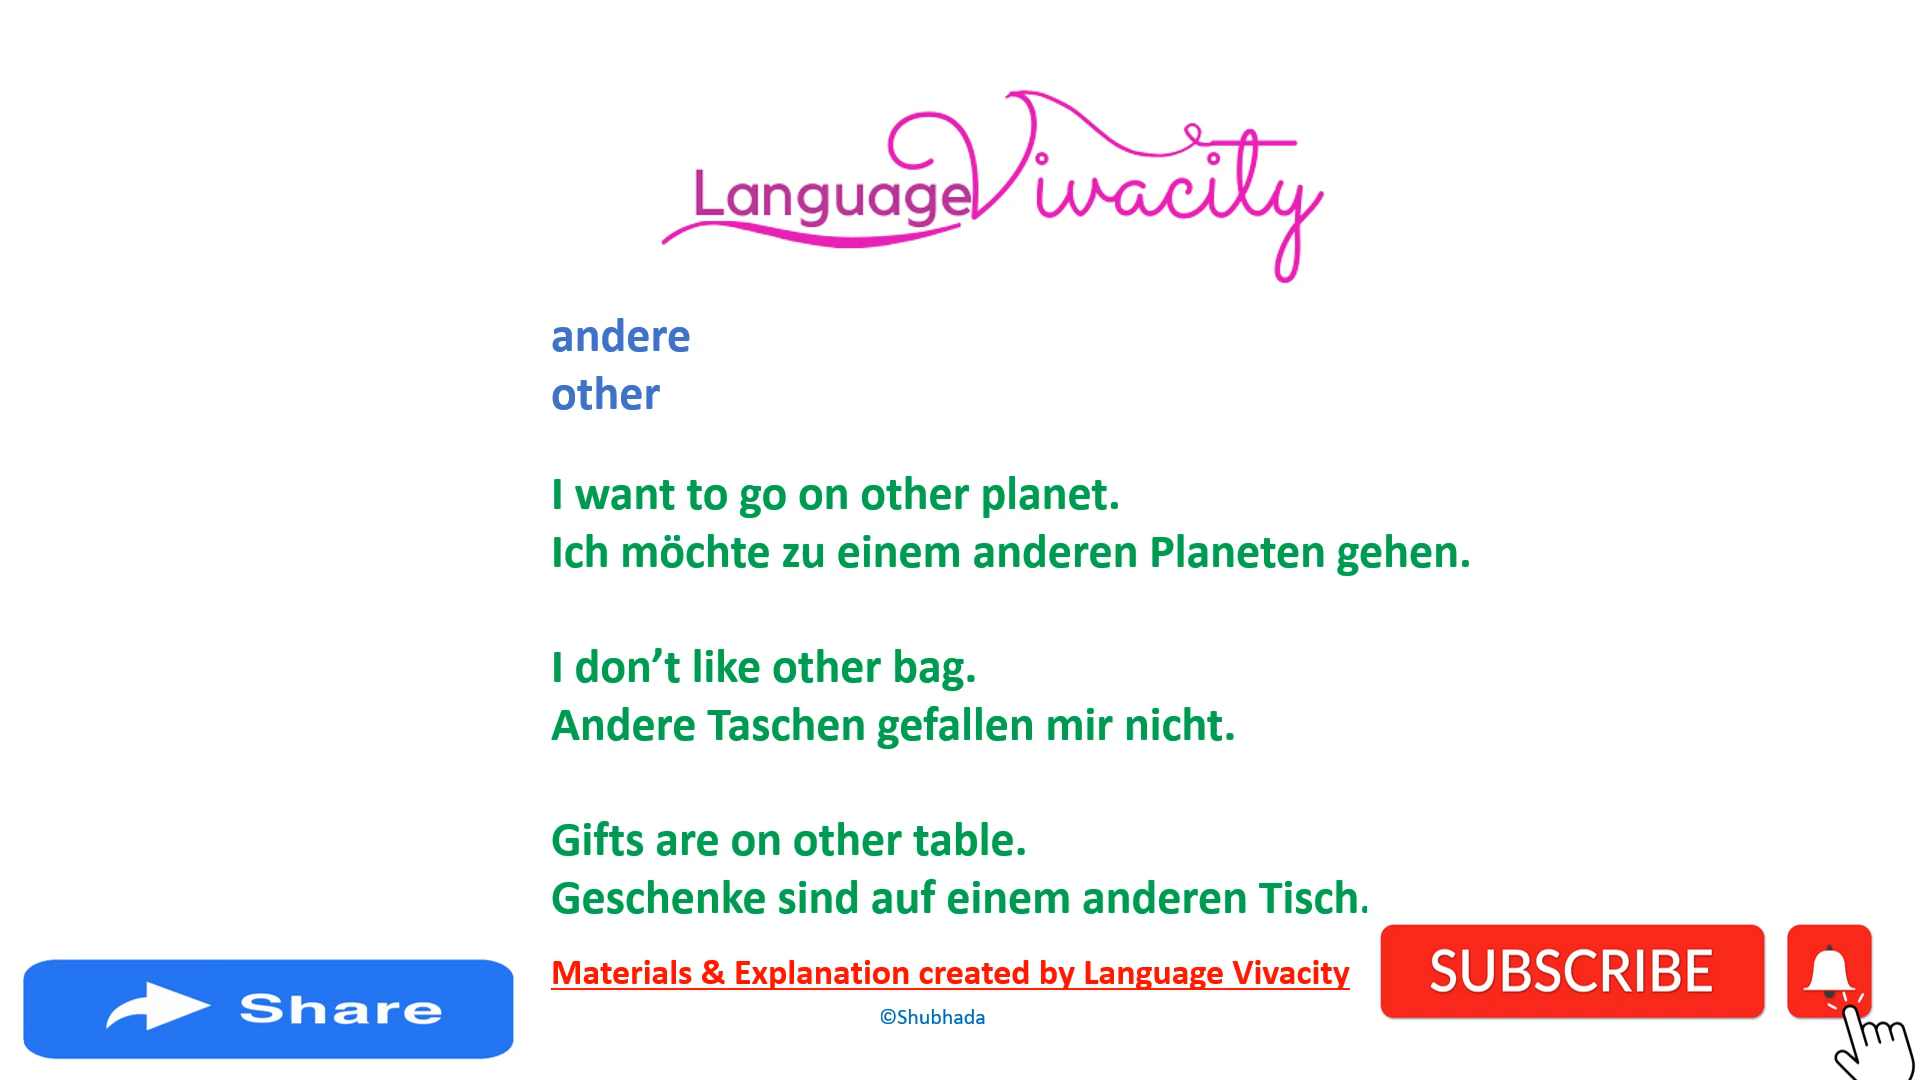 Language Vivacity
andere
other
I want to go on other planet.
Ich möchte zu einem anderen Planeten gehen.
I don’t like other bag.
Andere Taschen gefallen mir nicht.
Gifts are on other table.
Geschenke sind auf einem anderen Tisch.
Materials & Explanation created by Language Vivacity
©Shubhada
Share
SUBSCRIBE